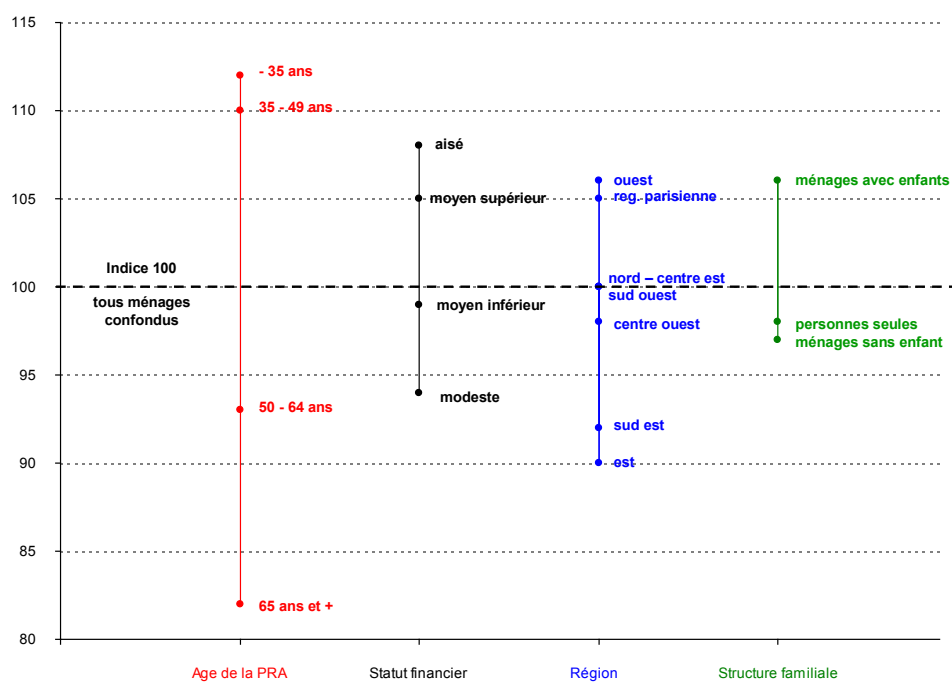 115
110
105
100
95
90
85
80
Indice 100
tous ménages
confondus
- 35 ans
35 - 49 ans
50 - 64 ans
65 ans et +
aisé
moyen supérieur
moyen inférieur
modeste
ouest
reg. parisienne
nord – centre est
sud ouest
centre ouest
sud est
est
ménages avec enfants
personnes seules
ménages sans enfant
Age de la PRA
Statut financier
Région
Structure familiale